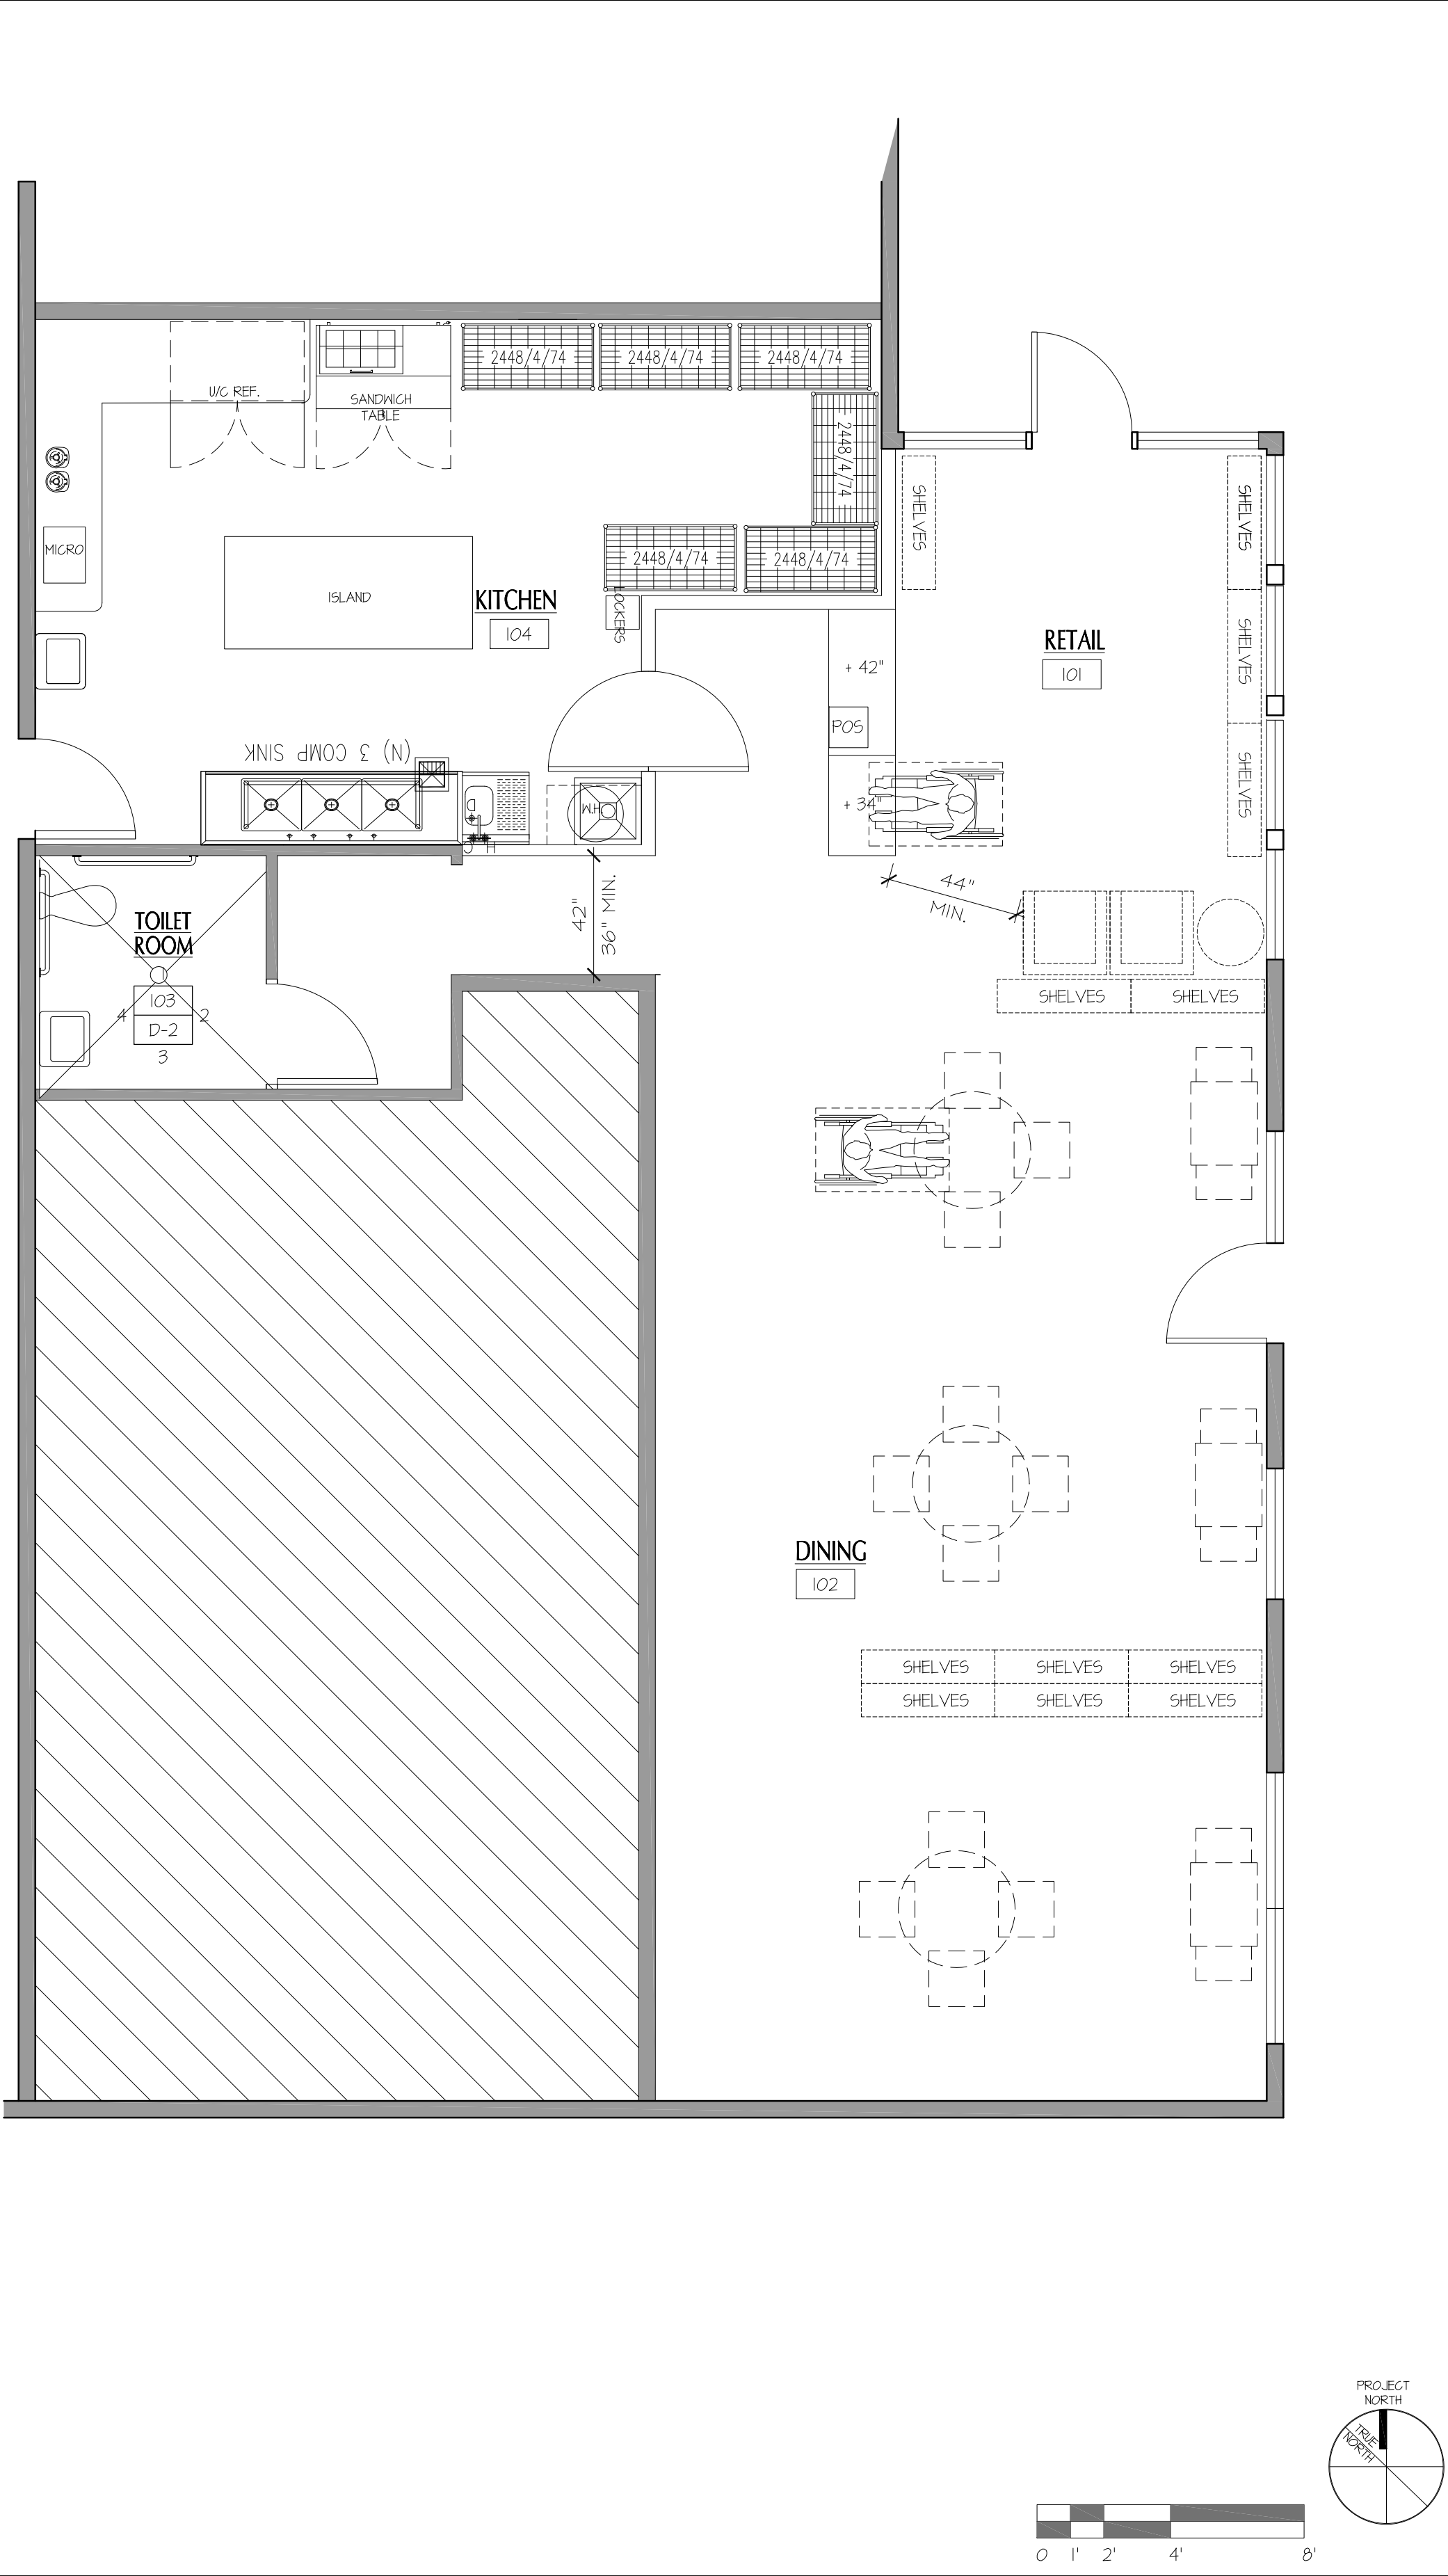 2448/4/74
2448/4/74
2448/4/74
U/C REF.
SANDWICH
TABLE
2448/4/74
SHELVES
SHELVES
MICRO
2448/4/74
2448/4/74
ISLAND
KITCHEN
104
LOCKERS
RETAIL
101
SHELVES
+ 42"
POS
(N) 3 COMP SINK
SHELVES
+ 34"
W.H
H
44"
MIN.
42"
36" MIN.
TOILET
ROOM
1
103
4
2
D-2
3
SHELVES
SHELVES
DINING
102
SHELVES
SHELVES
SHELVES
SHELVES
SHELVES
SHELVES
PROJECT
NORTH
TRUE
NORTH
0 1' 2' 4' 8'